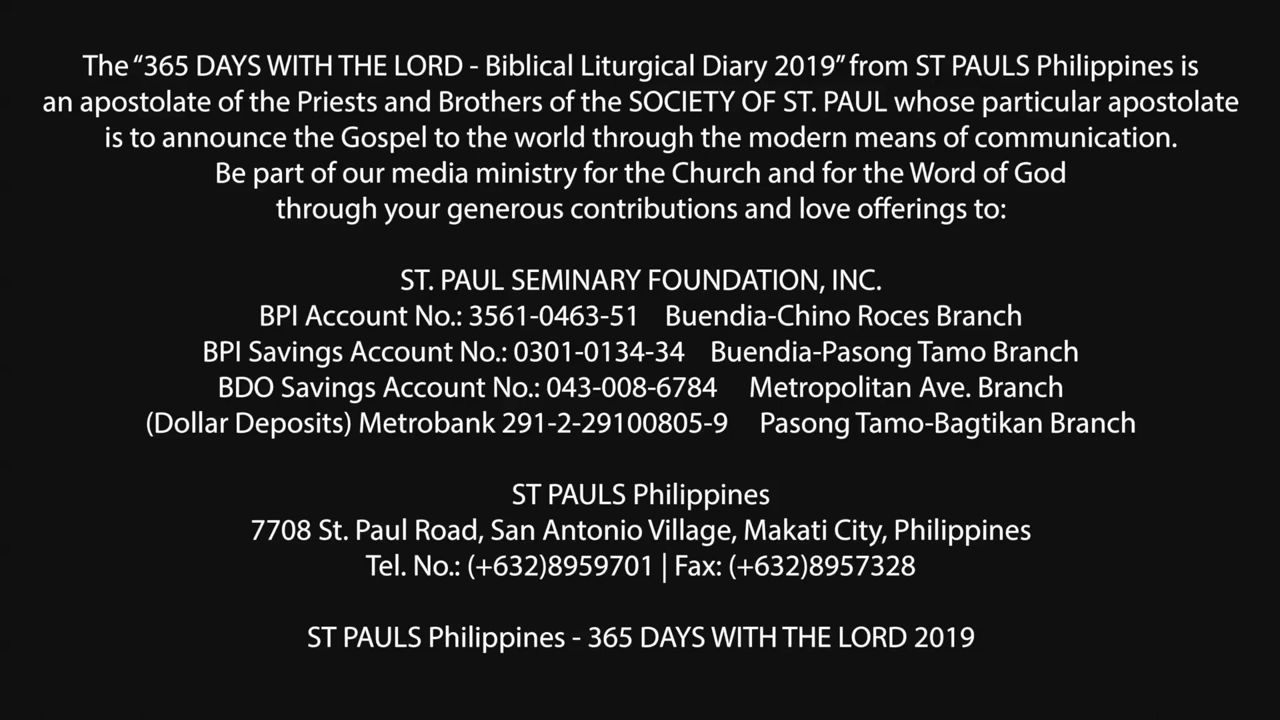 The “365 DAYS WITH THE LORD - Biblical Liturgical Diary 2019” from ST PAULS Philippines is
an apostolate of the Priests and Brothers of the SOCIETY OF ST. PAUL whose particular apostolate
is to announce the Gospel to the world through the modern means of communication.
Be part of our media ministry for the Church and for the Word of God
through your generous contributions and love offerings to:
ST. PAUL SEMINARY FOUNDATION, INC.
BPI Account No.: 3561-0463-51 Buendia-Chino Roces Branch
BPI Savings Account No.: 0301-0134-34 Buendia-Pasong Tamo Branch
BDO Savings Account No.: 043-008-6784 Metropolitan Ave. Branch
(Dollar Deposits) Metrobank 291-2-29100805-9 Pasong Tamo-Bagtikan Branch
ST PAULS Philippines
7708 St. Paul Road, San Antonio Village, Makati City, Philippines
Tel. No.: (+632)8959701 | Fax: (+632)8957328
ST PAULS Philippines - 365 DAYS WITH THE LORD 2019